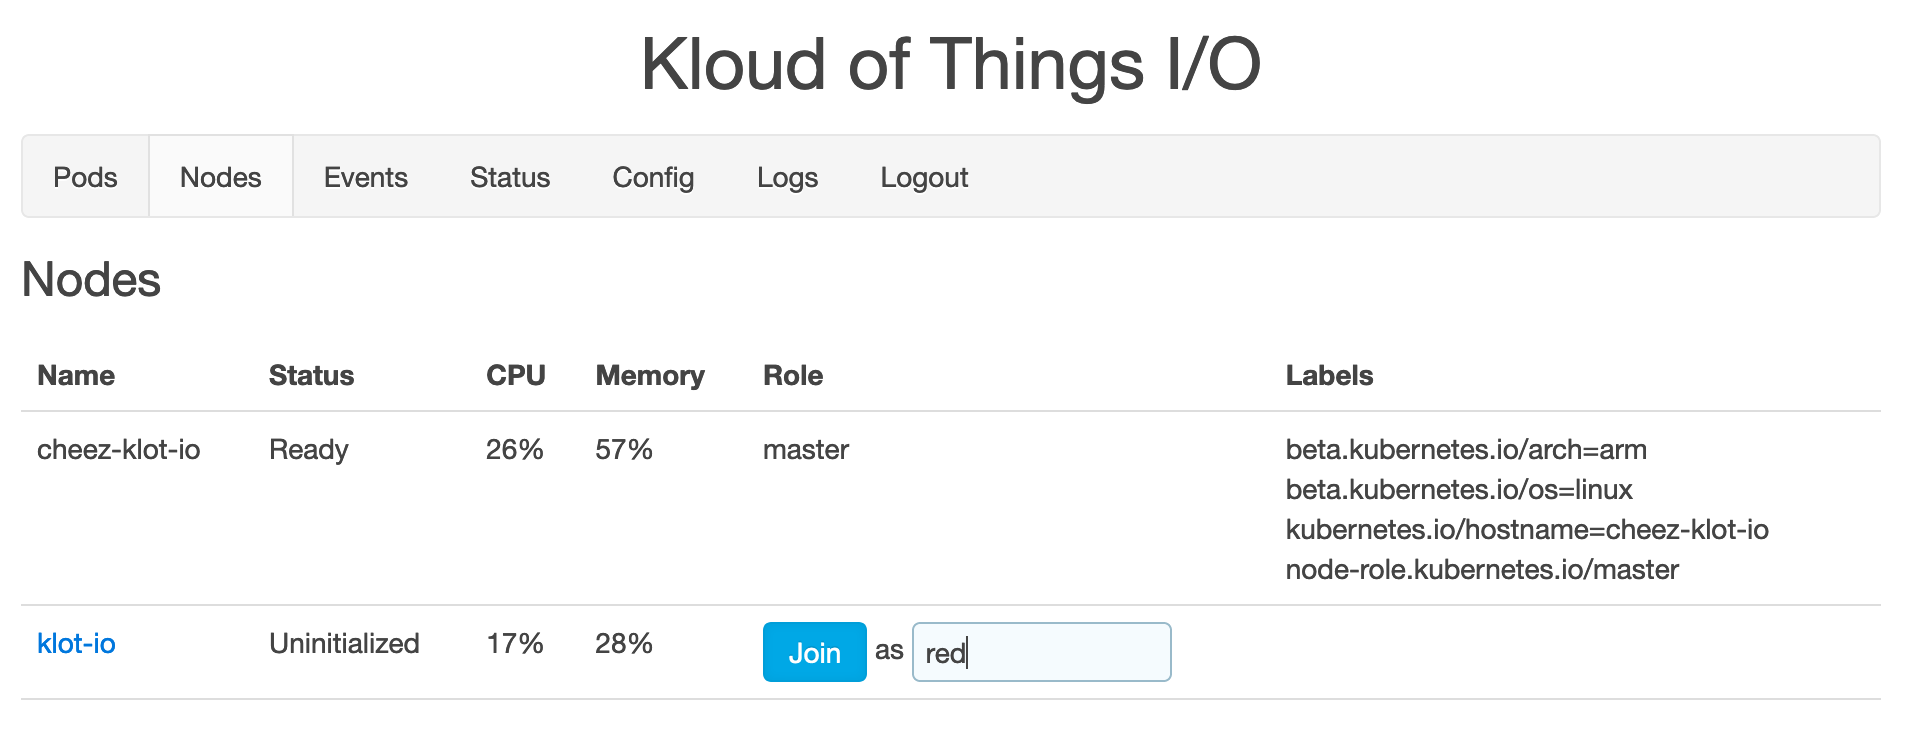 Kloud of Things I/O
Pods Nodes Events Status Config Logs Logout
Nodes
Name Status CPU Memory Role Labels
cheez-klot-io Ready 26% 57% master beta.kubernetes.io/arch=arm
beta.kubernetes.io/os=linux
kubernetes.io/hostname=cheez-klot-io
node-role.kubernetes.io/master
klot-io Uninitialized 17% 28% Join as red